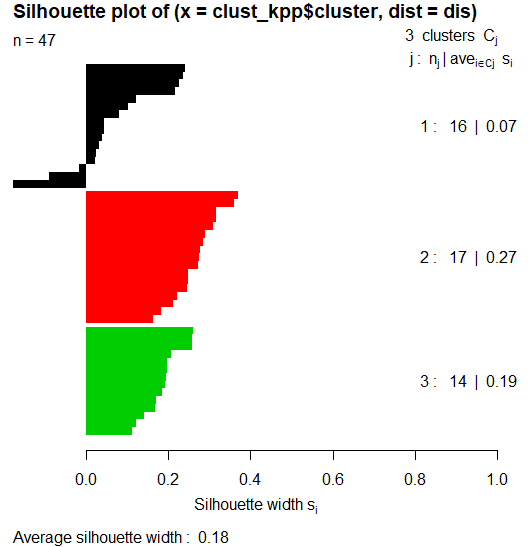 Silhouette plot of (x = clust_kpp$cluster, dist = dis)
n = 47
3 clusters Cj
j : nj | avei∈Cj si
1 : 16 | 0.07
2 : 17 | 0.27
3 : 14 | 0.19
0.0 0.2 0.4 0.6 0.8 1.0
Silhouette width si
Average silhouette width : 0.18